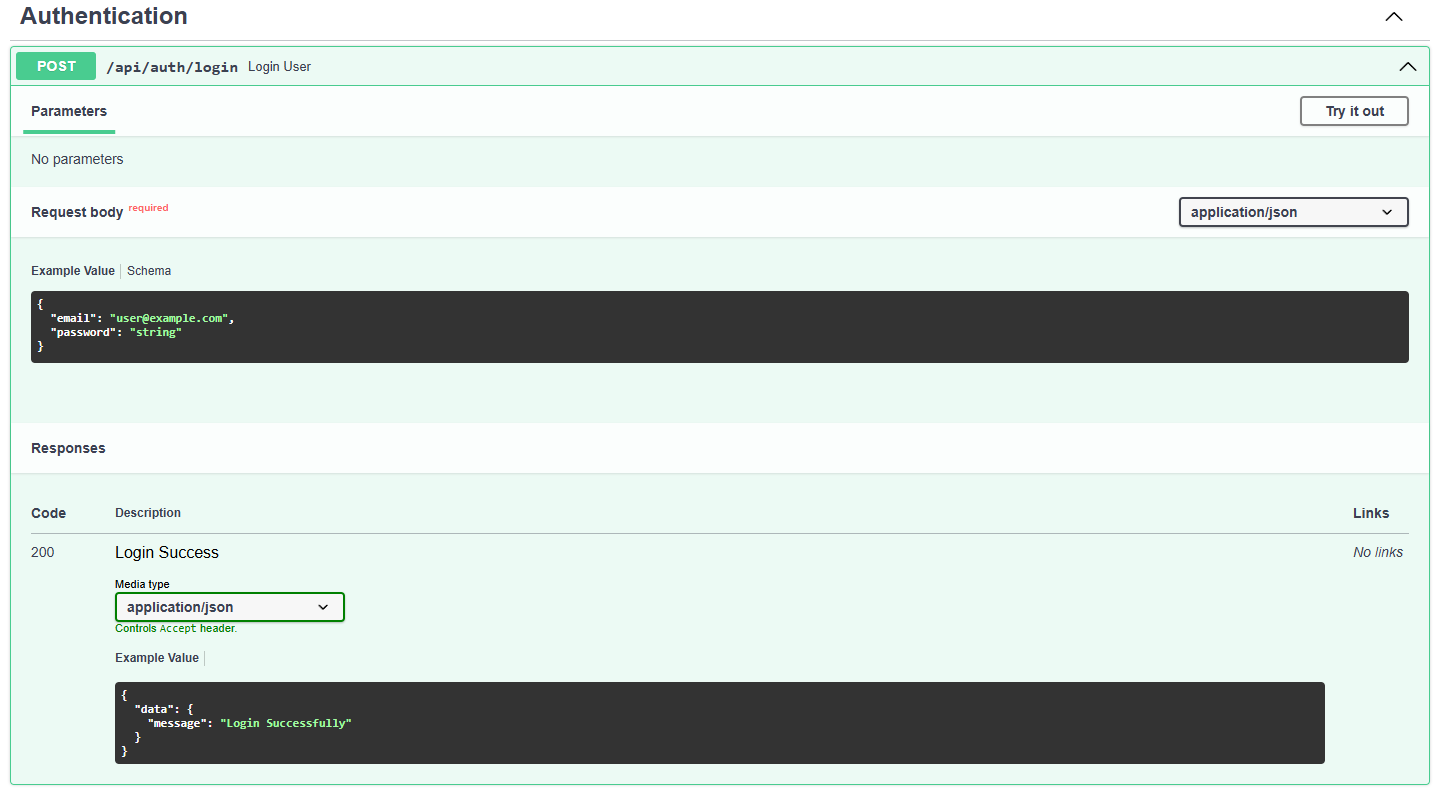 Authentication
POST /api/auth/login Login User
Parameters Try it out
No parameters
Request body required application/json
Example Value Schema
{
  "email": "user@example.com",
  "password": "string"
}
Responses
Code Description Links
200 Login Success No links
Media type
application/json
Controls Accept header.
Example Value
{
  "data": {
    "message": "Login Successfully"
  }
}